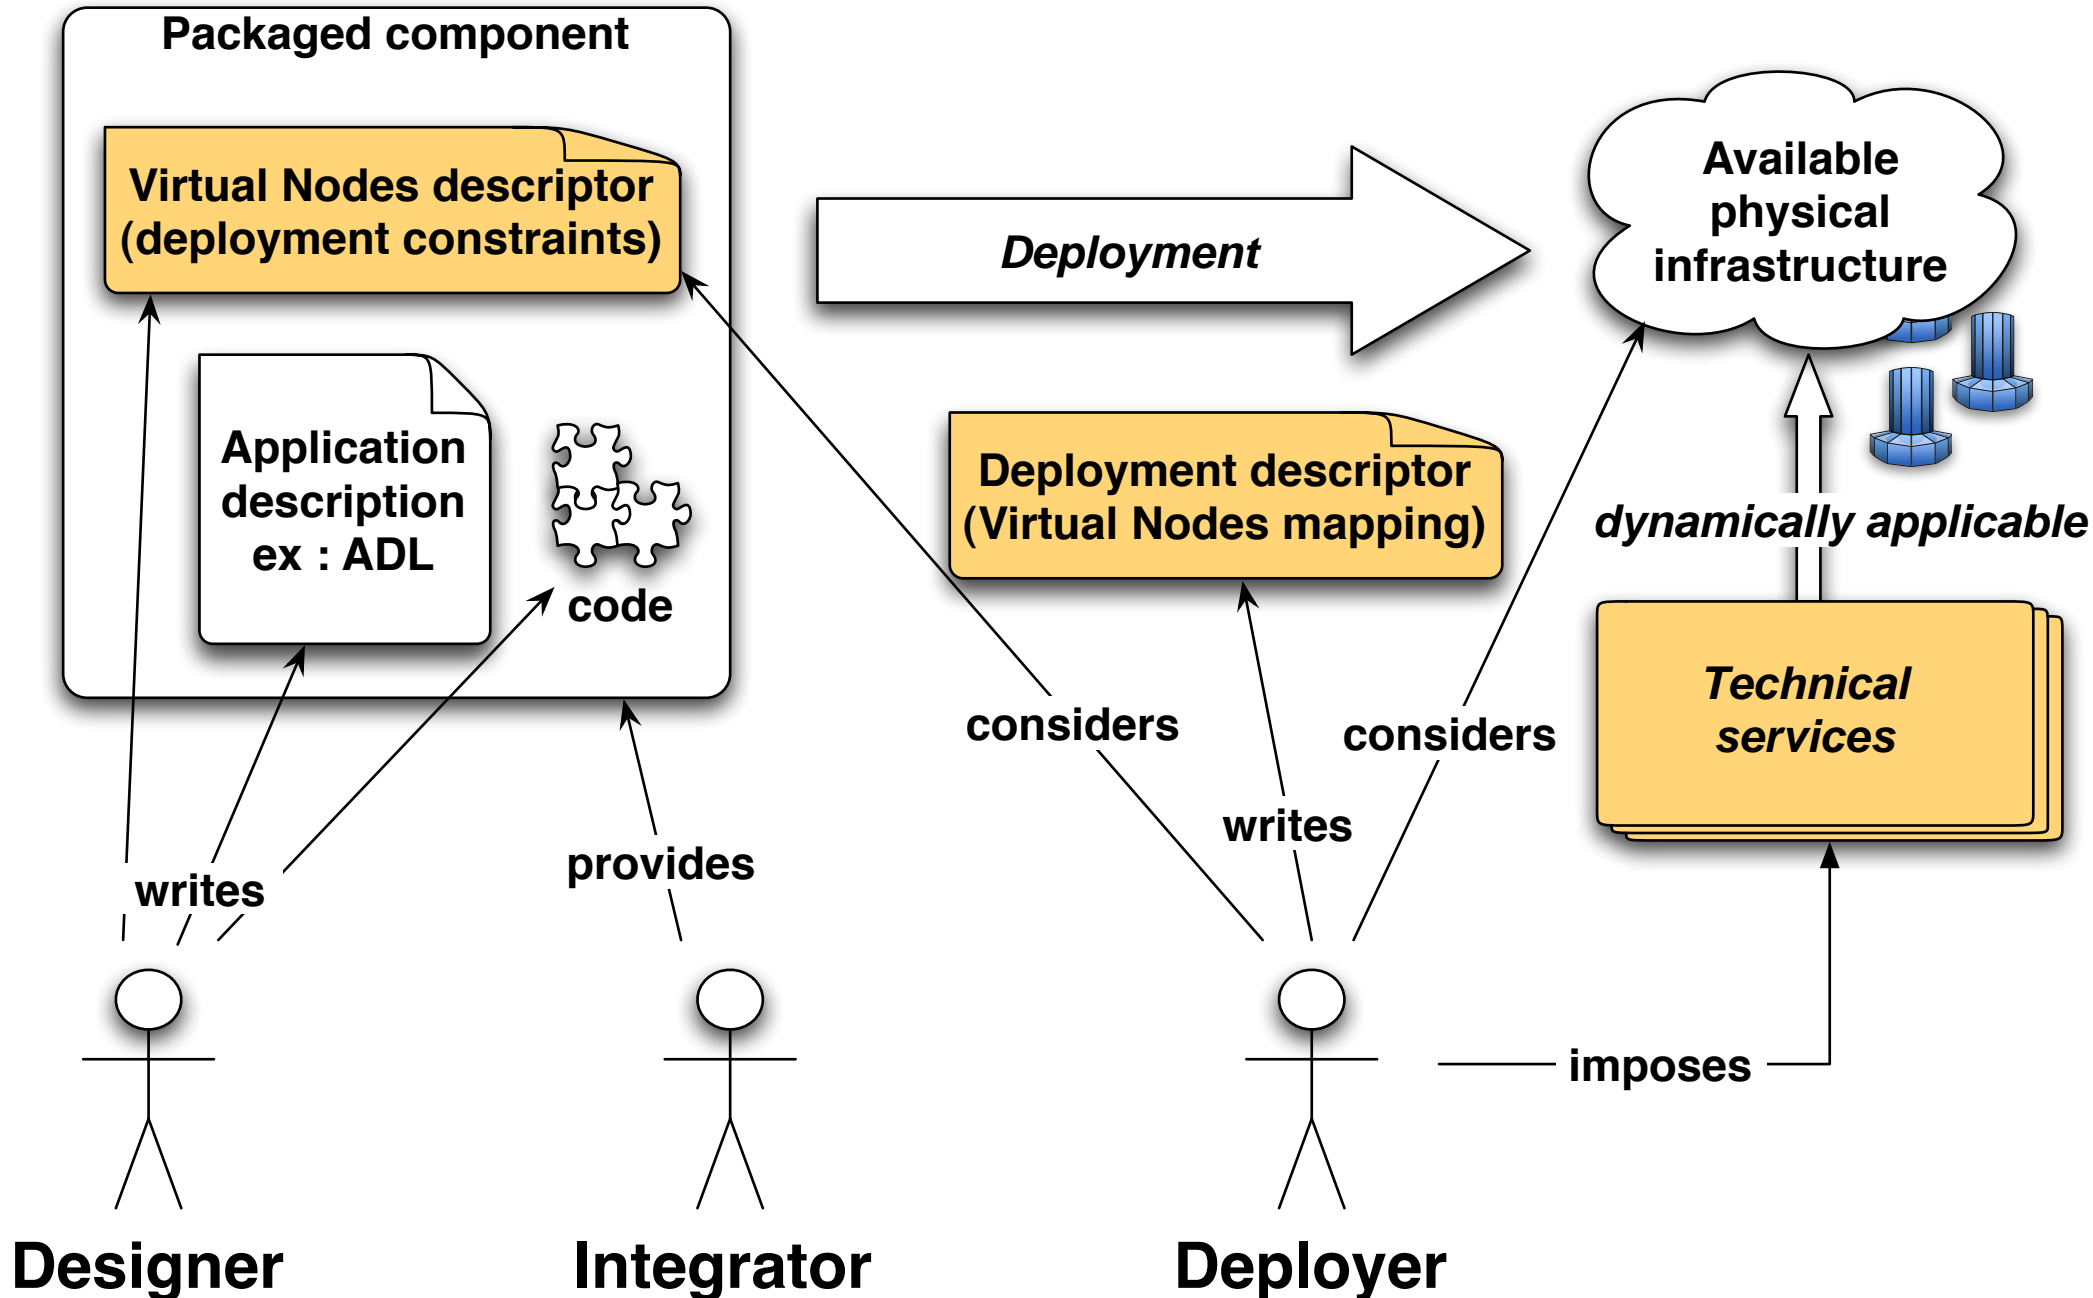 Packaged component
Virtual Nodes descriptor
(deployment constraints)
Application
description
ex : ADL
code
Deployment
Available
physical
infrastructure
Deployment descriptor
(Virtual Nodes mapping)
dynamically applicable
Technical
services
considers
considers
writes
writes
provides
imposes
Designer
Integrator
Deployer